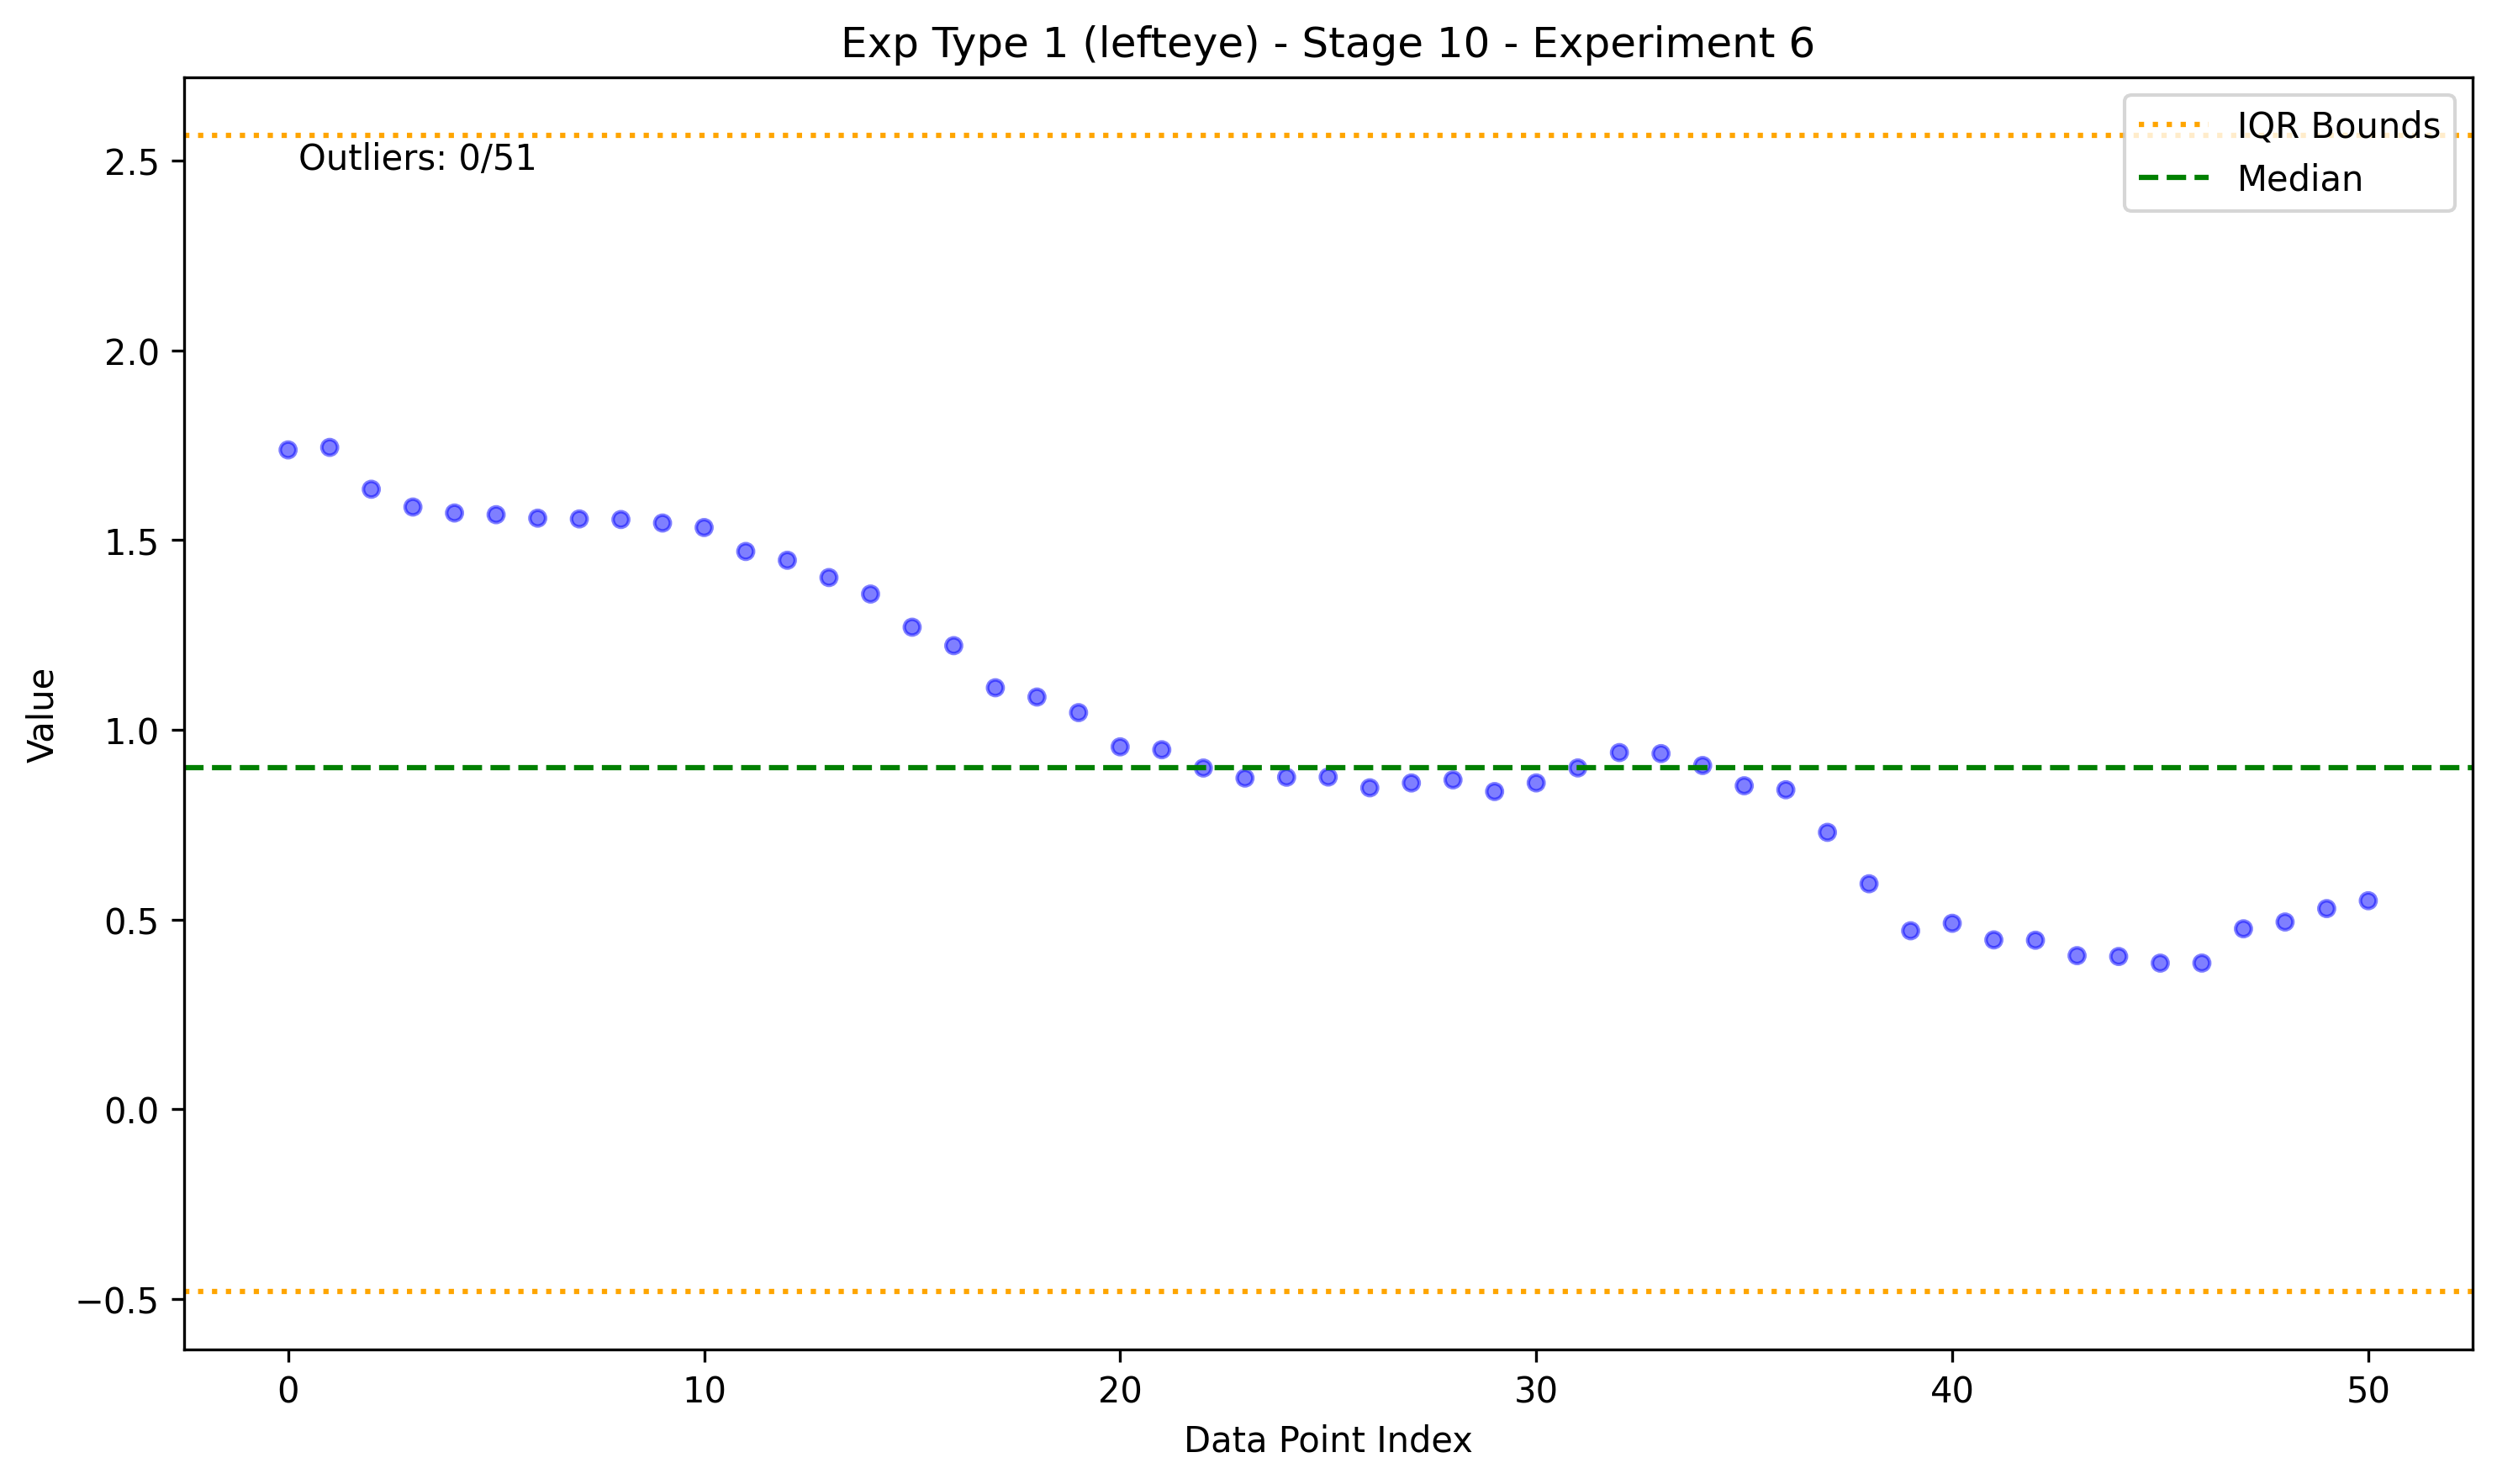 Exp Type 1 (lefteye) - Stage 10 - Experiment 6
IQR Bounds
Median
Outliers: 0/51
2.5
2.0
1.5
1.0
0.5
0.0
−0.5
Value
0 10 20 30 40 50
Data Point Index